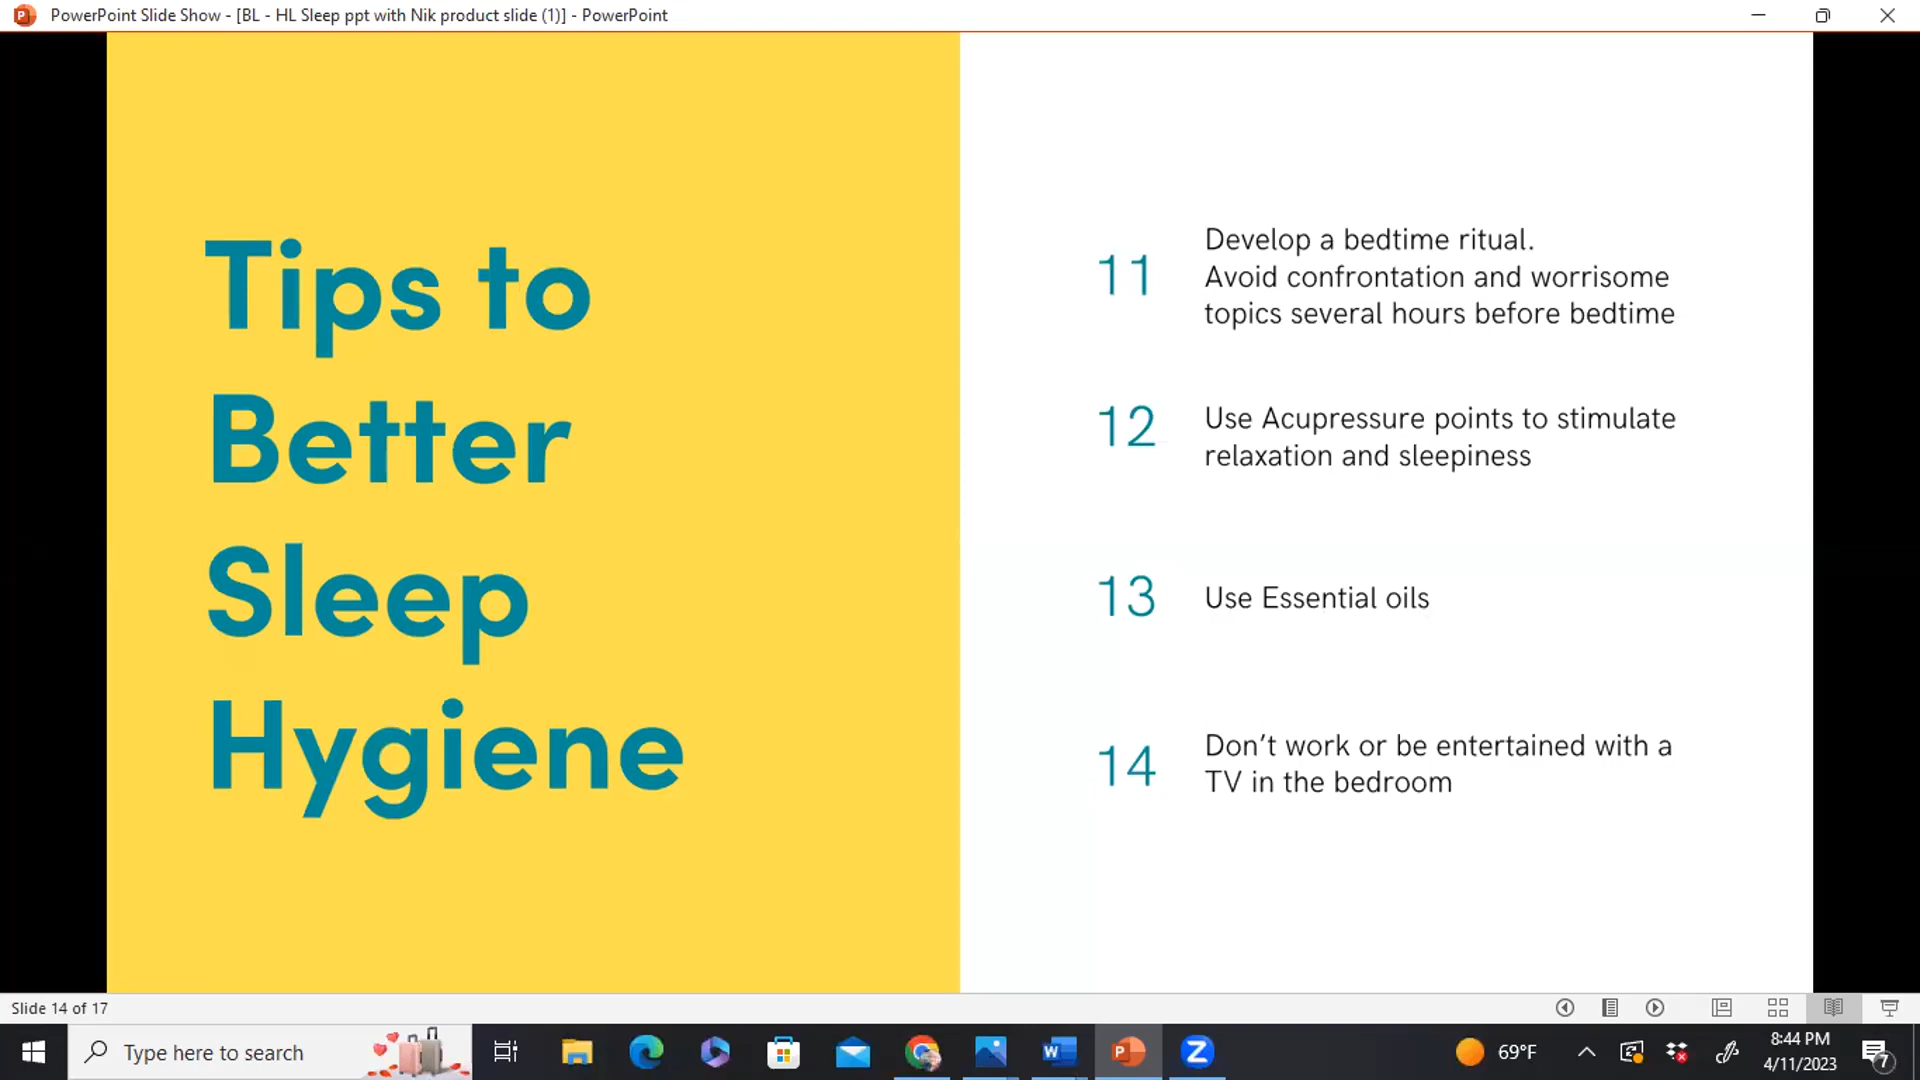 PowerPoint Slide Show - [BL - HL Sleep ppt with Nik product slide (1)] - PowerPoint
Tips to
Better
Sleep
Hygiene
11
Develop a bedtime ritual.
Avoid confrontation and worrisome
topics several hours before bedtime
12
Use Acupressure points to stimulate
relaxation and sleepiness
13
Use Essential oils
14
Don’t work or be entertained with a
TV in the bedroom
Slide 14 of 17
Type here to search
69°F
8:44 PM
4/11/2023
7